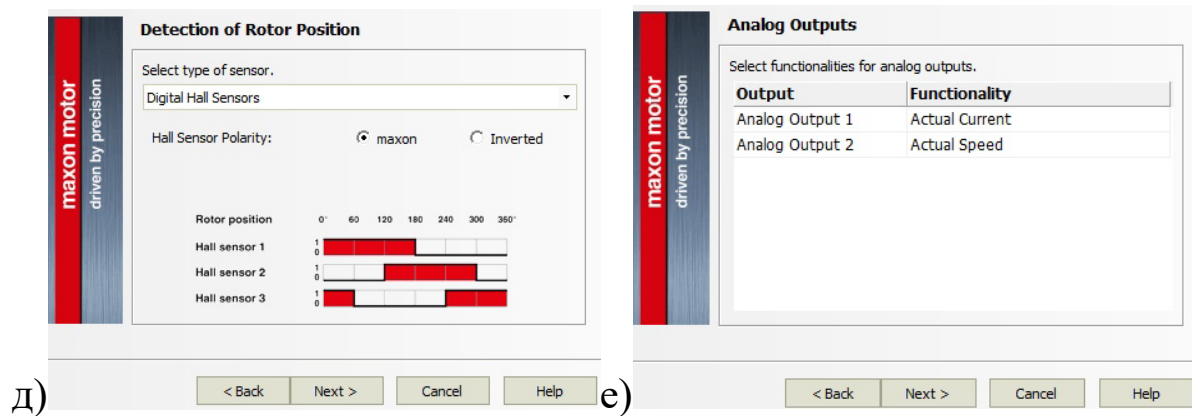 Detection of Rotor Position
Select type of sensor.
Digital Hall Sensors
Hall Sensor Polarity: maxon Inverted
Rotor position 0° 60 120 180 240 300 360°
Hall sensor 1 1 0
Hall sensor 2 1 0
Hall sensor 3 1 0
maxon motor
driven by precision
< Back Next > Cancel Help
д)
Analog Outputs
Select functionalities for analog outputs.
Output Functionality
Analog Output 1 Actual Current
Analog Output 2 Actual Speed
maxon motor
driven by precision
< Back Next > Cancel Help
е)